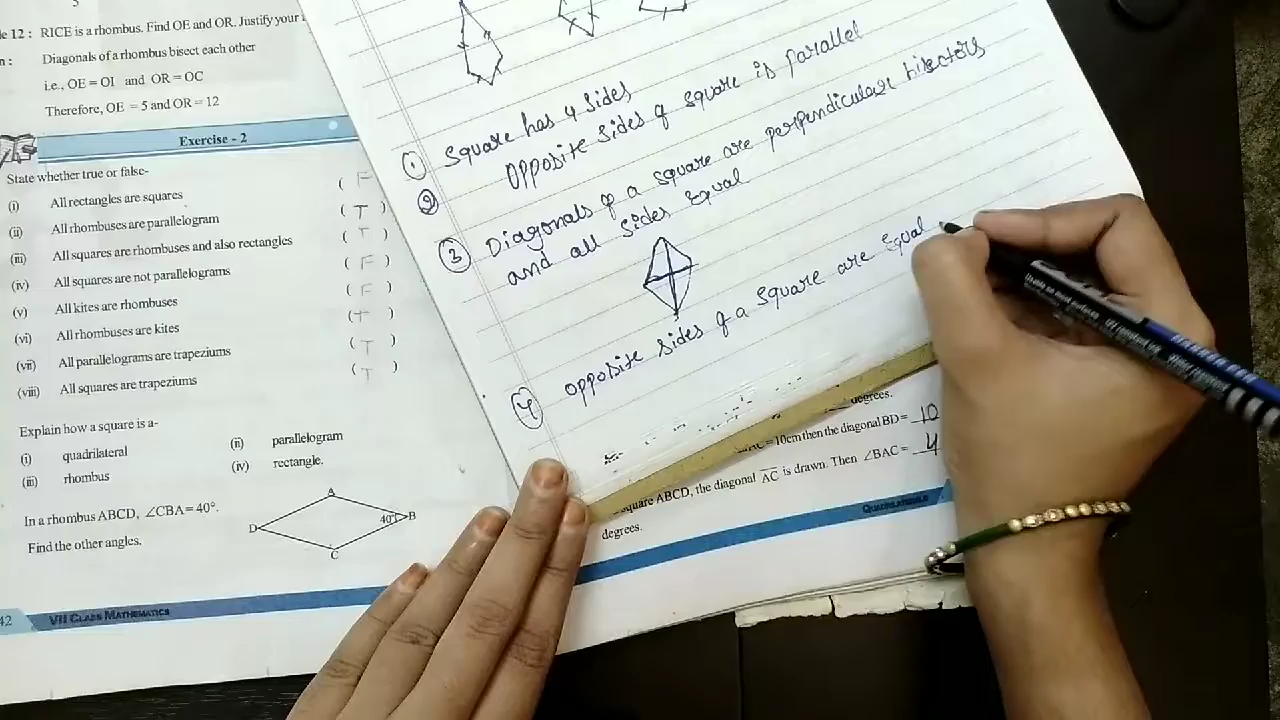 RICE is a rhombus. Find OE and OR. Justify your
Diagonals of a rhombus bisect each other
i.e., OE = OI and OR = OC
Therefore, OE = 5 and OR = 12
Exercise - 2
State whether true or false-
(i) All rectangles are squares ( F
(ii) All rhombuses are parallelogram ( T )
(iii) All squares are rhombuses and also rectangles ( T )
(iv) All squares are not parallelograms ( F )
(v) All kites are rhombuses ( F )
(vi) All rhombuses are kites ( T )
(vii) All parallelograms are trapeziums ( T )
(viii) All squares are trapeziums ( T )
Explain how a square is a-
(i) quadrilateral (ii) parallelogram
(iii) rhombus (iv) rectangle.
In a rhombus ABCD, ∠CBA = 40°.
Find the other angles.
A
D 40° B
C
42 VII Class Mathematics
① Square has 4 sides
② Opposite sides of square is parallel
③ Diagonals of a square are perpendicular bisectors
and all sides equal
④ opposite sides of a square are equal
degrees.
= 10cm then the diagonal BD = 10
square ABCD, the diagonal AC is drawn. Then ∠BAC = 4
degrees.